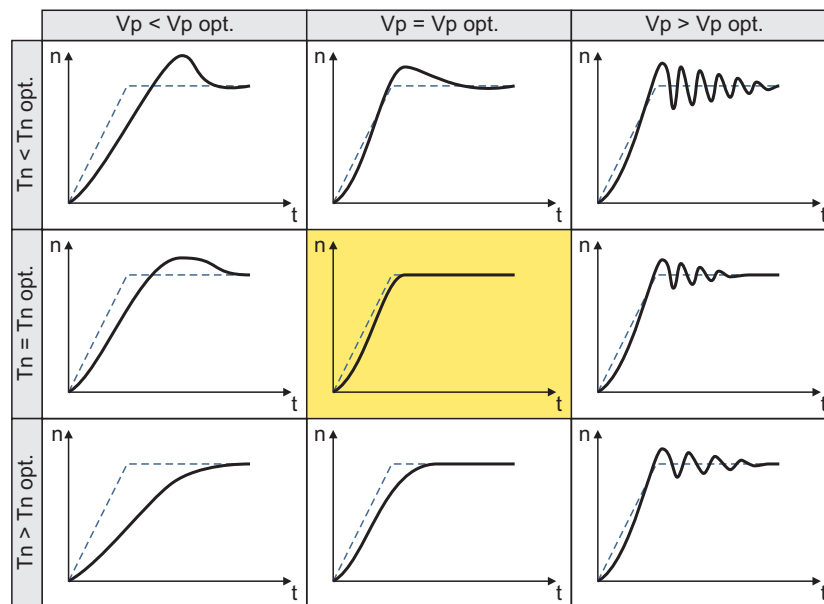 Vp < Vp opt.
Vp = Vp opt.
Vp > Vp opt.
Tn < Tn opt.
n
t
n
t
n
t
Tn = Tn opt.
n
t
n
t
n
t
Tn > Tn opt.
n
t
n
t
n
t